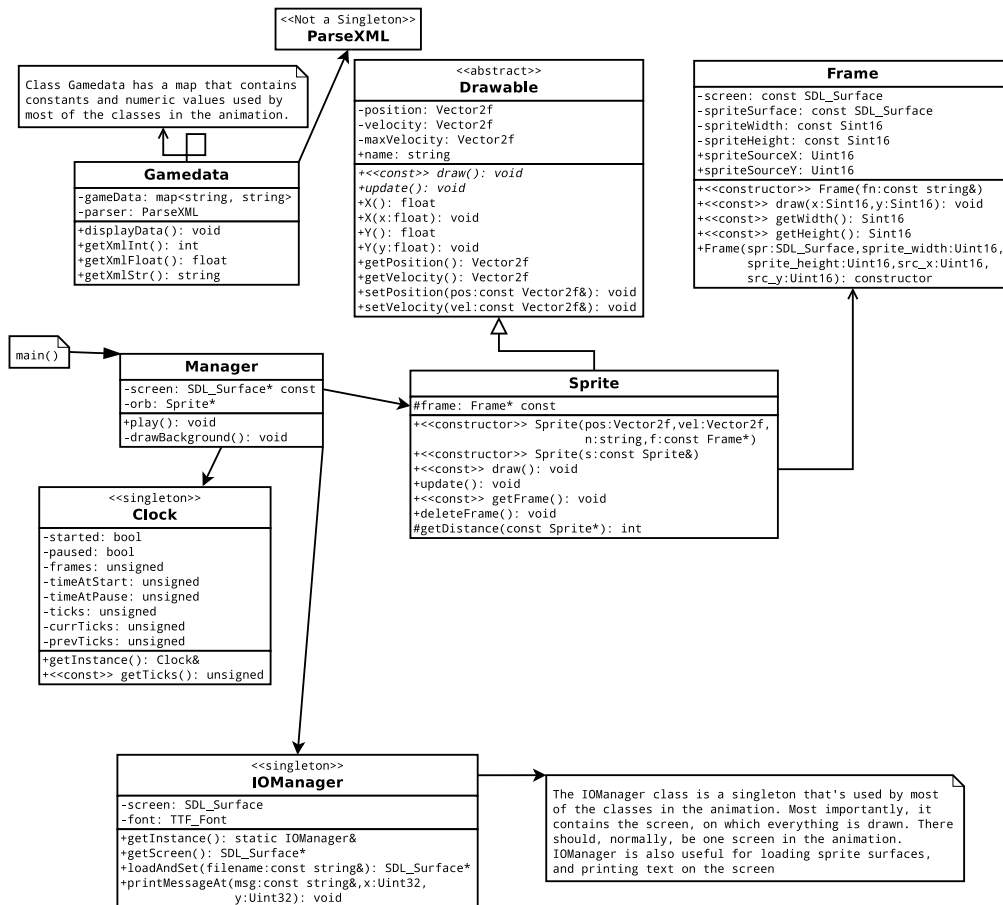 <<Not a Singleton>>
ParseXML
Class Gamedata has a map that contains
constants and numeric values used by
most of the classes in the animation.
Gamedata
-gameData: map<string, string>
-parser: ParseXML
+displayData(): void
+getXmlInt(): int
+getXmlFloat(): float
+getXmlStr(): string
<<abstract>>
Drawable
-position: Vector2f
-velocity: Vector2f
-maxVelocity: Vector2f
+name: string
+<<const>> draw(): void
+update(): void
+X(): float
+X(x:float): void
+Y(): float
+Y(y:float): void
+getPosition(): Vector2f
+getVelocity(): Vector2f
+setPosition(pos:const Vector2f&): void
+setVelocity(vel:const Vector2f&): void
Frame
-screen: const SDL_Surface
-spriteSurface: const SDL_Surface
-spriteWidth: const Sint16
-spriteHeight: const Sint16
+spriteSourceX: Uint16
+spriteSourceY: Uint16
+<<constructor>> Frame(fn:const string&)
+<<const>> draw(x:Sint16,y:Sint16): void
+<<const>> getWidth(): Sint16
+<<const>> getHeight(): Sint16
+Frame(spr:SDL_Surface,sprite_width:Uint16,
sprite_height:Uint16,src_x:Uint16,
src_y:Uint16): constructor
main()
Manager
-screen: SDL_Surface* const
-orb: Sprite*
+play(): void
-drawBackground(): void
Sprite
#frame: Frame* const
+<<constructor>> Sprite(pos:Vector2f,vel:Vector2f,
n:string,f:const Frame*)
+<<constructor>> Sprite(s:const Sprite&)
+<<const>> draw(): void
+update(): void
+<<const>> getFrame(): void
+deleteFrame(): void
#getDistance(const Sprite*): int
<<singleton>>
Clock
-started: bool
-paused: bool
-frames: unsigned
-timeAtStart: unsigned
-timeAtPause: unsigned
-ticks: unsigned
-currTicks: unsigned
-prevTicks: unsigned
+getInstance(): Clock&
+<<const>> getTicks(): unsigned
<<singleton>>
IOManager
-screen: SDL_Surface
-font: TTF_Font
+getInstance(): static IOManager&
+getScreen(): SDL_Surface*
+loadAndSet(filename:const string&): SDL_Surface*
+printMessageAt(msg:const string&,x:Uint32,
y:Uint32): void
The IOManager class is a singleton that's used by most
of the classes in the animation. Most importantly, it
contains the screen, on which everything is drawn. There
should, normally, be one screen in the animation.
IOManager is also useful for loading sprite surfaces,
and printing text on the screen